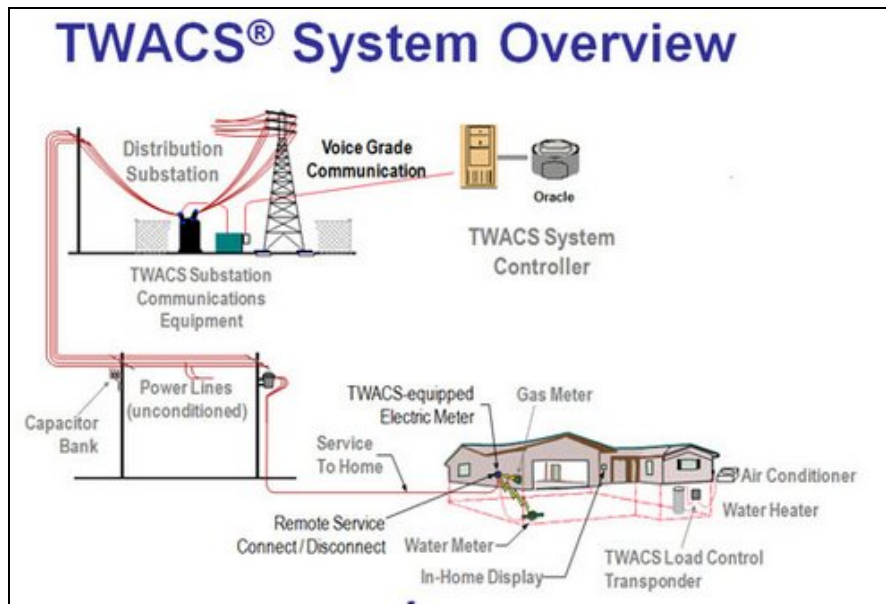 TWACS® System Overview
Distribution
Substation
Voice Grade
Communication
Oracle
TWACS System
Controller
TWACS Substation
Communications
Equipment
Capacitor
Bank
Power Lines
(unconditioned)
TWACS-equipped
Electric Meter
Gas Meter
Service
To Home
Air Conditioner
Remote Service
Connect / Disconnect
Water Meter
In-Home Display
Water Heater
TWACS Load Control
Transponder